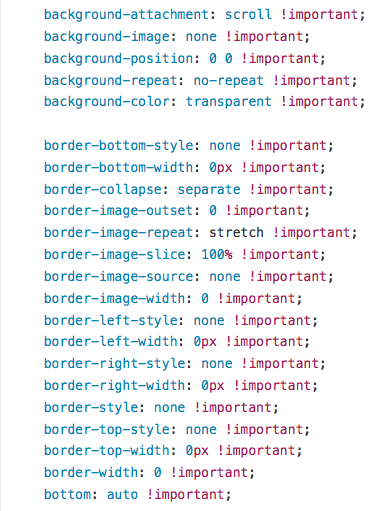 background-attachment: scroll !important;
background-image: none !important;
background-position: 0 0 !important;
background-repeat: no-repeat !important;
background-color: transparent !important;

border-bottom-style: none !important;
border-bottom-width: 0px !important;
border-collapse: separate !important;
border-image-outset: 0 !important;
border-image-repeat: stretch !important;
border-image-slice: 100% !important;
border-image-source: none !important;
border-image-width: 0 !important;
border-left-style: none !important;
border-left-width: 0px !important;
border-right-style: none !important;
border-right-width: 0px !important;
border-style: none !important;
border-top-style: none !important;
border-top-width: 0px !important;
border-width: 0 !important;
bottom: auto !important;